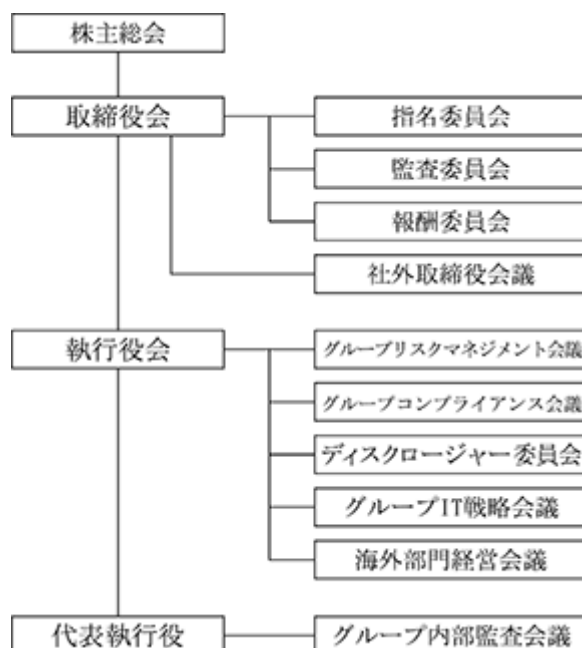 株主総会
取締役会
指名委員会
監査委員会
報酬委員会
社外取締役会議
執行役会
グループリスクマネジメント会議
グループコンプライアンス会議
ディスクロージャー委員会
グループIT戦略会議
海外部門経営会議
代表執行役
グループ内部監査会議